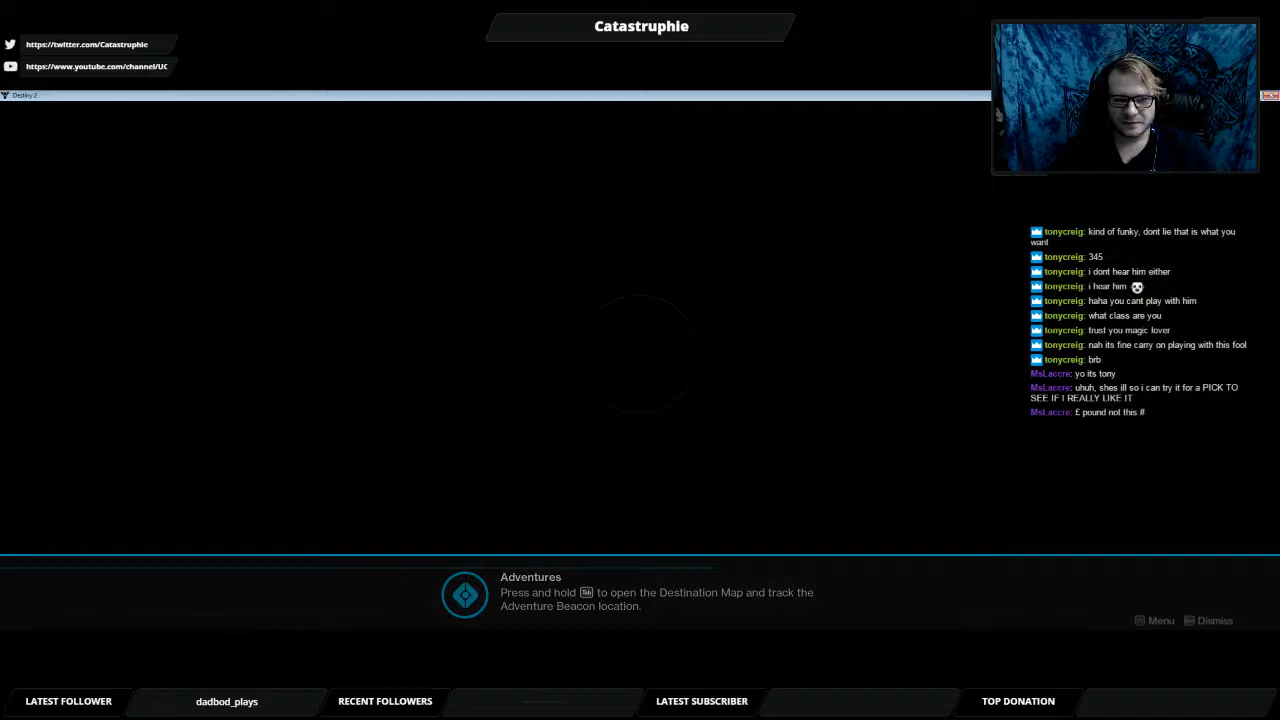 Catastruphie
https://twitter.com/Catastruphie
https://www.youtube.com/channel/UC
Destiny 2
tonycreig: kind of funky, dont lie that is what you
want
tonycreig: 345
tonycreig: i dont hear him either
tonycreig: i hear him
tonycreig: haha you cant play with him
tonycreig: what class are you
tonycreig: trust you magic lover
tonycreig: nah its fine carry on playing with this fool
tonycreig: brb
MsLaccre: yo its tony
MsLaccre: uhuh, shes ill so i can try it for a PICK TO
SEE IF I REALLY LIKE IT
MsLaccre: £ pound not this #
Adventures
Press and hold Tab to open the Destination Map and track the
Adventure Beacon location.
Menu
Dismiss
LATEST FOLLOWER
dadbod_plays
RECENT FOLLOWERS
LATEST SUBSCRIBER
TOP DONATION